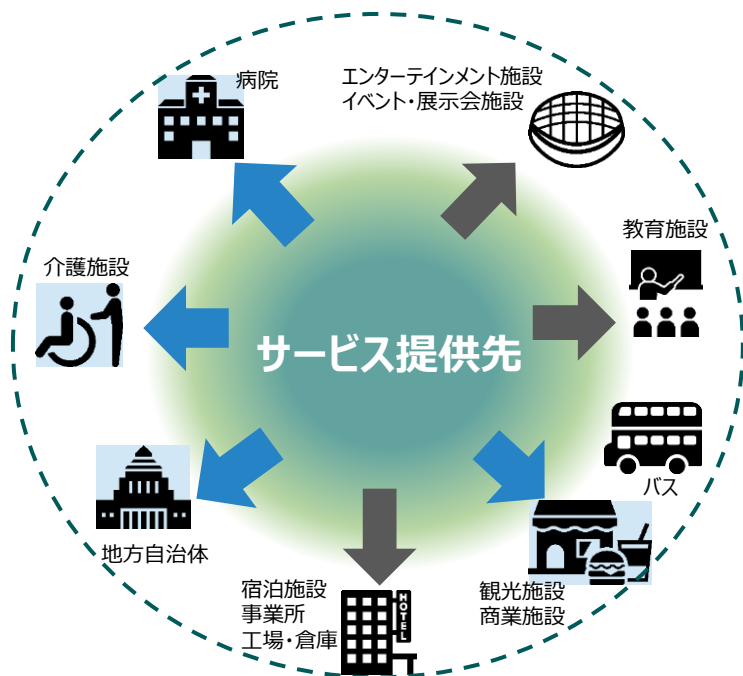 病院
エンターテインメント施設
イベント・展示会施設
教育施設
介護施設
サービス提供先
バス
地方自治体
観光施設
商業施設
宿泊施設
事業所
工場・倉庫
HOTEL